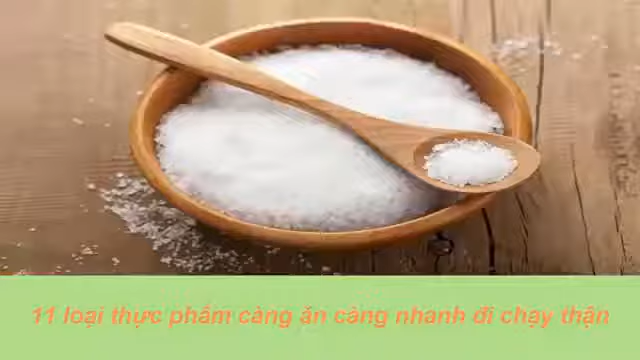 11 loại thực phẩm càng ăn càng nhanh đi chạy thận